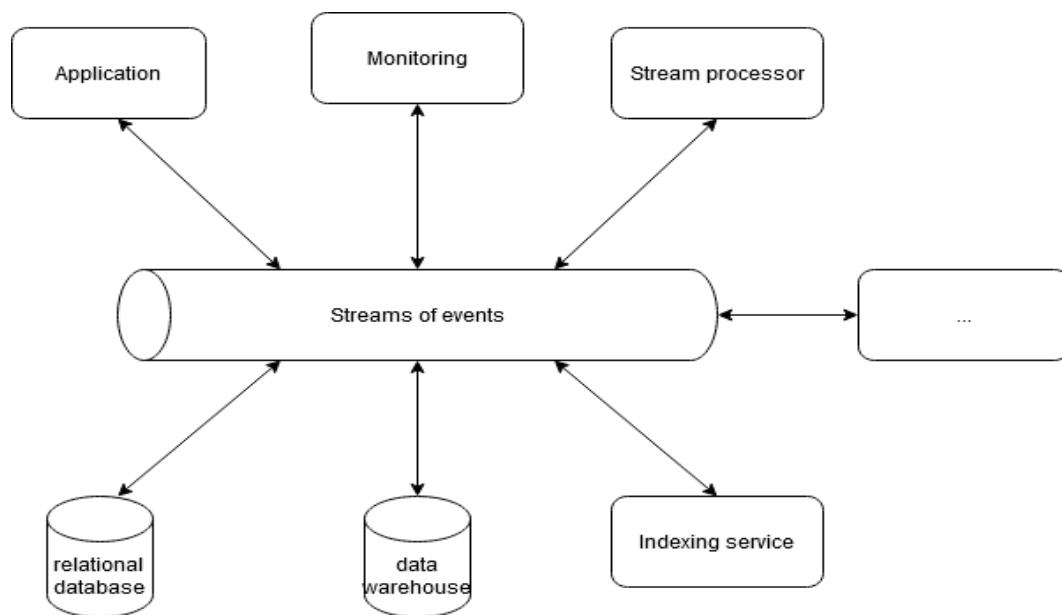 Application
Monitoring
Stream processor
Streams of events
...
relational
database
data
warehouse
Indexing service